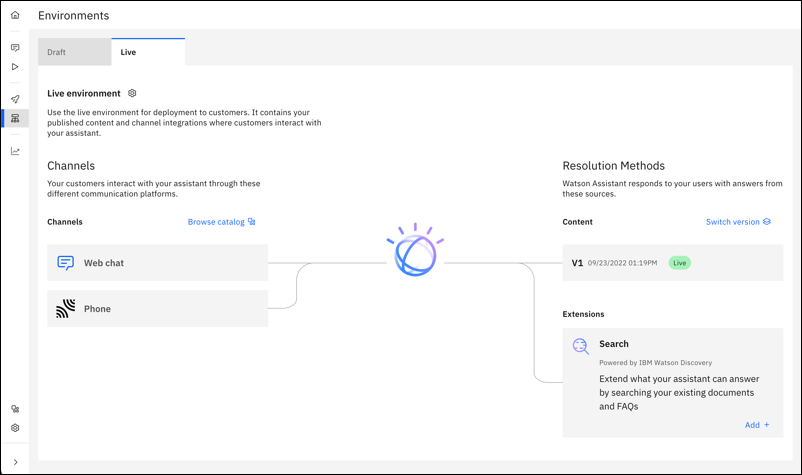 Environments
Draft
Live
Live environment
Use the live environment for deployment to customers. It contains your
published content and channel integrations where customers interact with
your assistant.
Channels
Your customers interact with your assistant through these
different communication platforms.
Channels
Browse catalog
Web chat
Phone
Resolution Methods
Watson Assistant responds to your users with answers from
these sources.
Content
Switch version
V1 09/23/2022 01:19PM Live
Extensions
Search
Powered by IBM Watson Discovery
Extend what your assistant can answer
by searching your existing documents
and FAQs
Add +